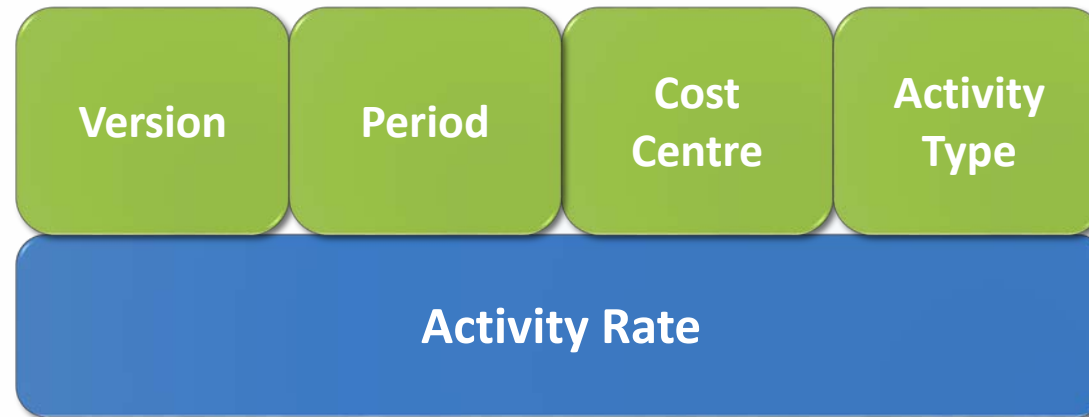 Version
Period
Cost
Centre
Activity
Type
Activity Rate